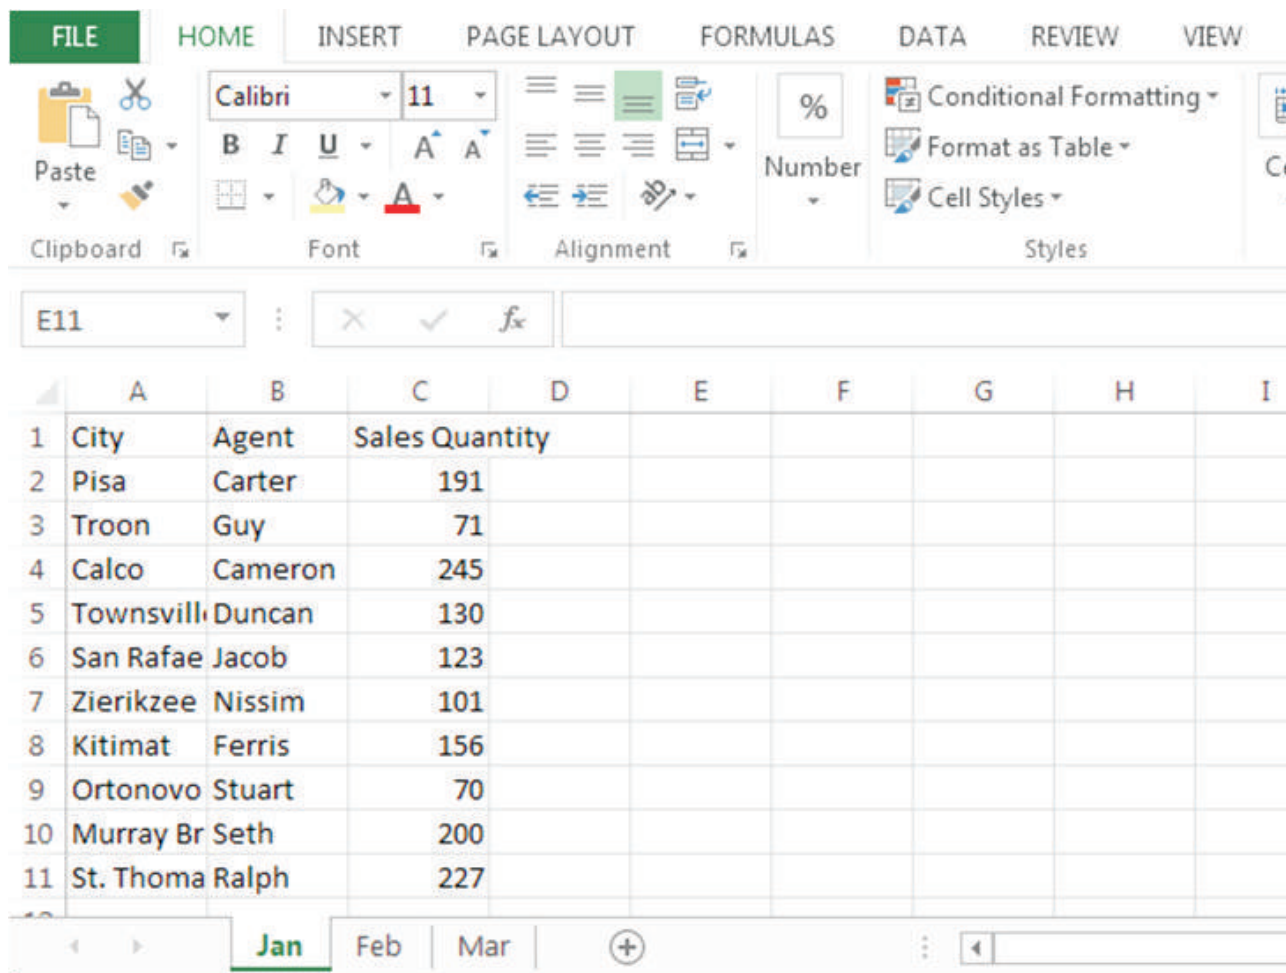 FILE HOME INSERT PAGE LAYOUT FORMULAS DATA REVIEW VIEW
Calibri 11 % Conditional Formatting
Paste B I U A A Number Format as Table
A ab Cell Styles
Clipboard Font Alignment Styles
E11 fx
A B C D E F G H I
1 City Agent Sales Quantity
2 Pisa Carter 191
3 Troon Guy 71
4 Calco Cameron 245
5 Townsvill Duncan 130
6 San Rafae Jacob 123
7 Zierikzee Nissim 101
8 Kitimat Ferris 156
9 Ortonovo Stuart 70
10 Murray Br Seth 200
11 St. Thoma Ralph 227
Jan Feb Mar